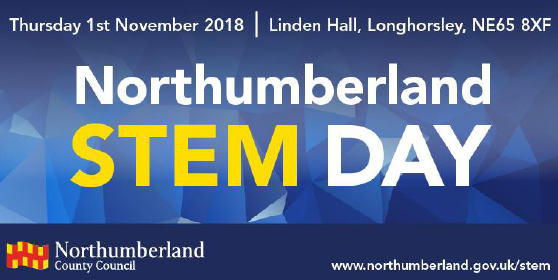 Thursday 1st November 2018 | Linden Hall, Longhorsley, NE65 8XF
Northumberland
STEM DAY
Northumberland
County Council
www.northumberland.gov.uk/stem